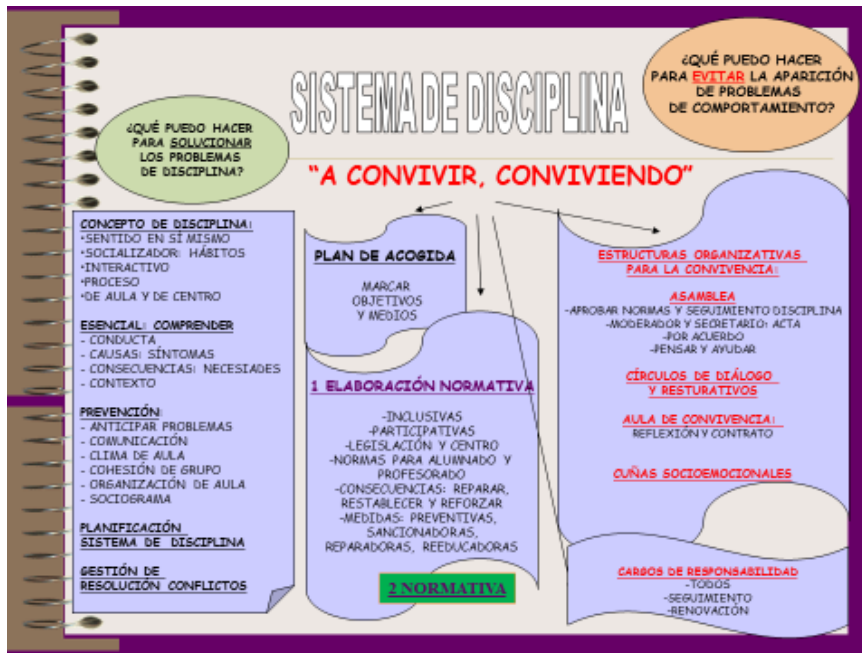 SISTEMA DE DISCIPLINA
¿QUÉ PUEDO HACER
PARA EVITAR LA APARICIÓN
DE PROBLEMAS
DE COMPORTAMIENTO?
¿QUÉ PUEDO HACER
PARA SOLUCIONAR
LOS PROBLEMAS
DE DISCIPLINA?
"A CONVIVIR, CONVIVIENDO"
CONCEPTO DE DISCIPLINA:
•SENTIDO EN SÍ MISMO
•SOCIALIZADOR: HÁBITOS
•INTERACTIVO
•PROCESO
•DE AULA Y DE CENTRO
ESENCIAL: COMPRENDER
- CONDUCTA
- CAUSAS: SÍNTOMAS
- CONSECUENCIAS: NECESIADES
- CONTEXTO
PREVENCIÓN:
- ANTICIPAR PROBLEMAS
- COMUNICACIÓN
- CLIMA DE AULA
- COHESIÓN DE GRUPO
- ORGANIZACIÓN DE AULA
- SOCIOGRAMA
PLANIFICACIÓN
SISTEMA DE DISCIPLINA
GESTIÓN DE
RESOLUCIÓN CONFLICTOS
PLAN DE ACOGIDA
MARCAR
OBJETIVOS
Y MEDIOS
1 ELABORACIÓN NORMATIVA
-INCLUSIVAS
-PARTICIPATIVAS
-LEGISLACIÓN Y CENTRO
-NORMAS PARA ALUMNADO Y
PROFESORADO
-CONSECUENCIAS: REPARAR,
RESTABLECER Y REFORZAR
-MEDIDAS: PREVENTIVAS,
SANCIONADORAS,
REPARADORAS, REEDUCADORAS
2 NORMATIVA
ESTRUCTURAS ORGANIZATIVAS
PARA LA CONVIVENCIA:
ASAMBLEA
-APROBAR NORMAS Y SEGUIMIENTO DISCIPLINA
-MODERADOR Y SECRETARIO: ACTA
-POR ACUERDO
-PENSAR Y AYUDAR
CÍRCULOS DE DIÁLOGO
Y RESTURATIVOS
AULA DE CONVIVENCIA:
REFLEXIÓN Y CONTRATO
CUÑAS SOCIOEMOCIONALES
CARGOS DE RESPONSABILIDAD
-TODOS
-SEGUIMIENTO
-RENOVACIÓN